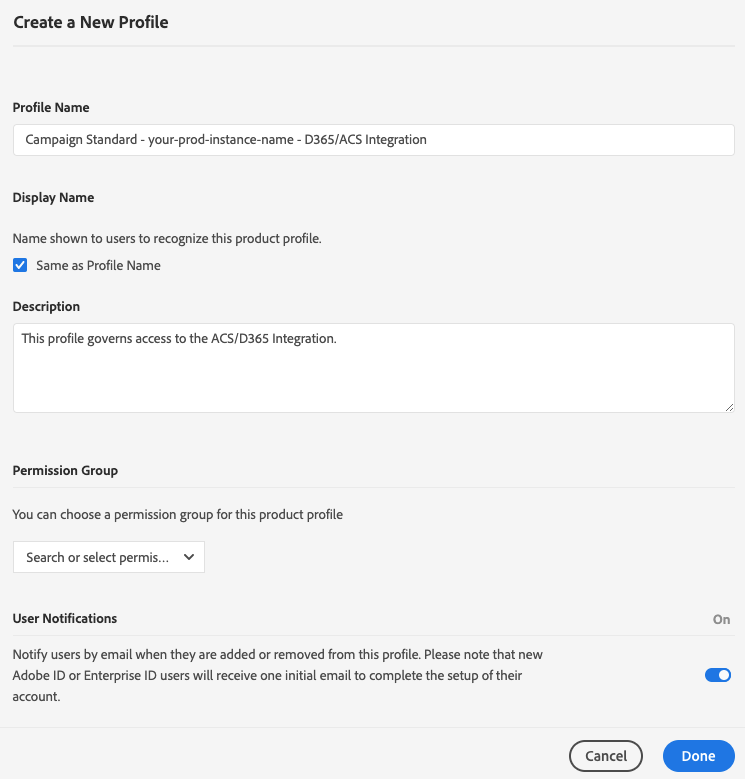 Create a New Profile
Profile Name
Campaign Standard - your-prod-instance-name - D365/ACS Integration
Display Name
Name shown to users to recognize this product profile.
Same as Profile Name
Description
This profile governs access to the ACS/D365 Integration.
Permission Group
You can choose a permission group for this product profile
Search or select permis...
User Notifications
On
Notify users by email when they are added or removed from this profile. Please note that new
Adobe ID or Enterprise ID users will receive one initial email to complete the setup of their
account.
Cancel
Done